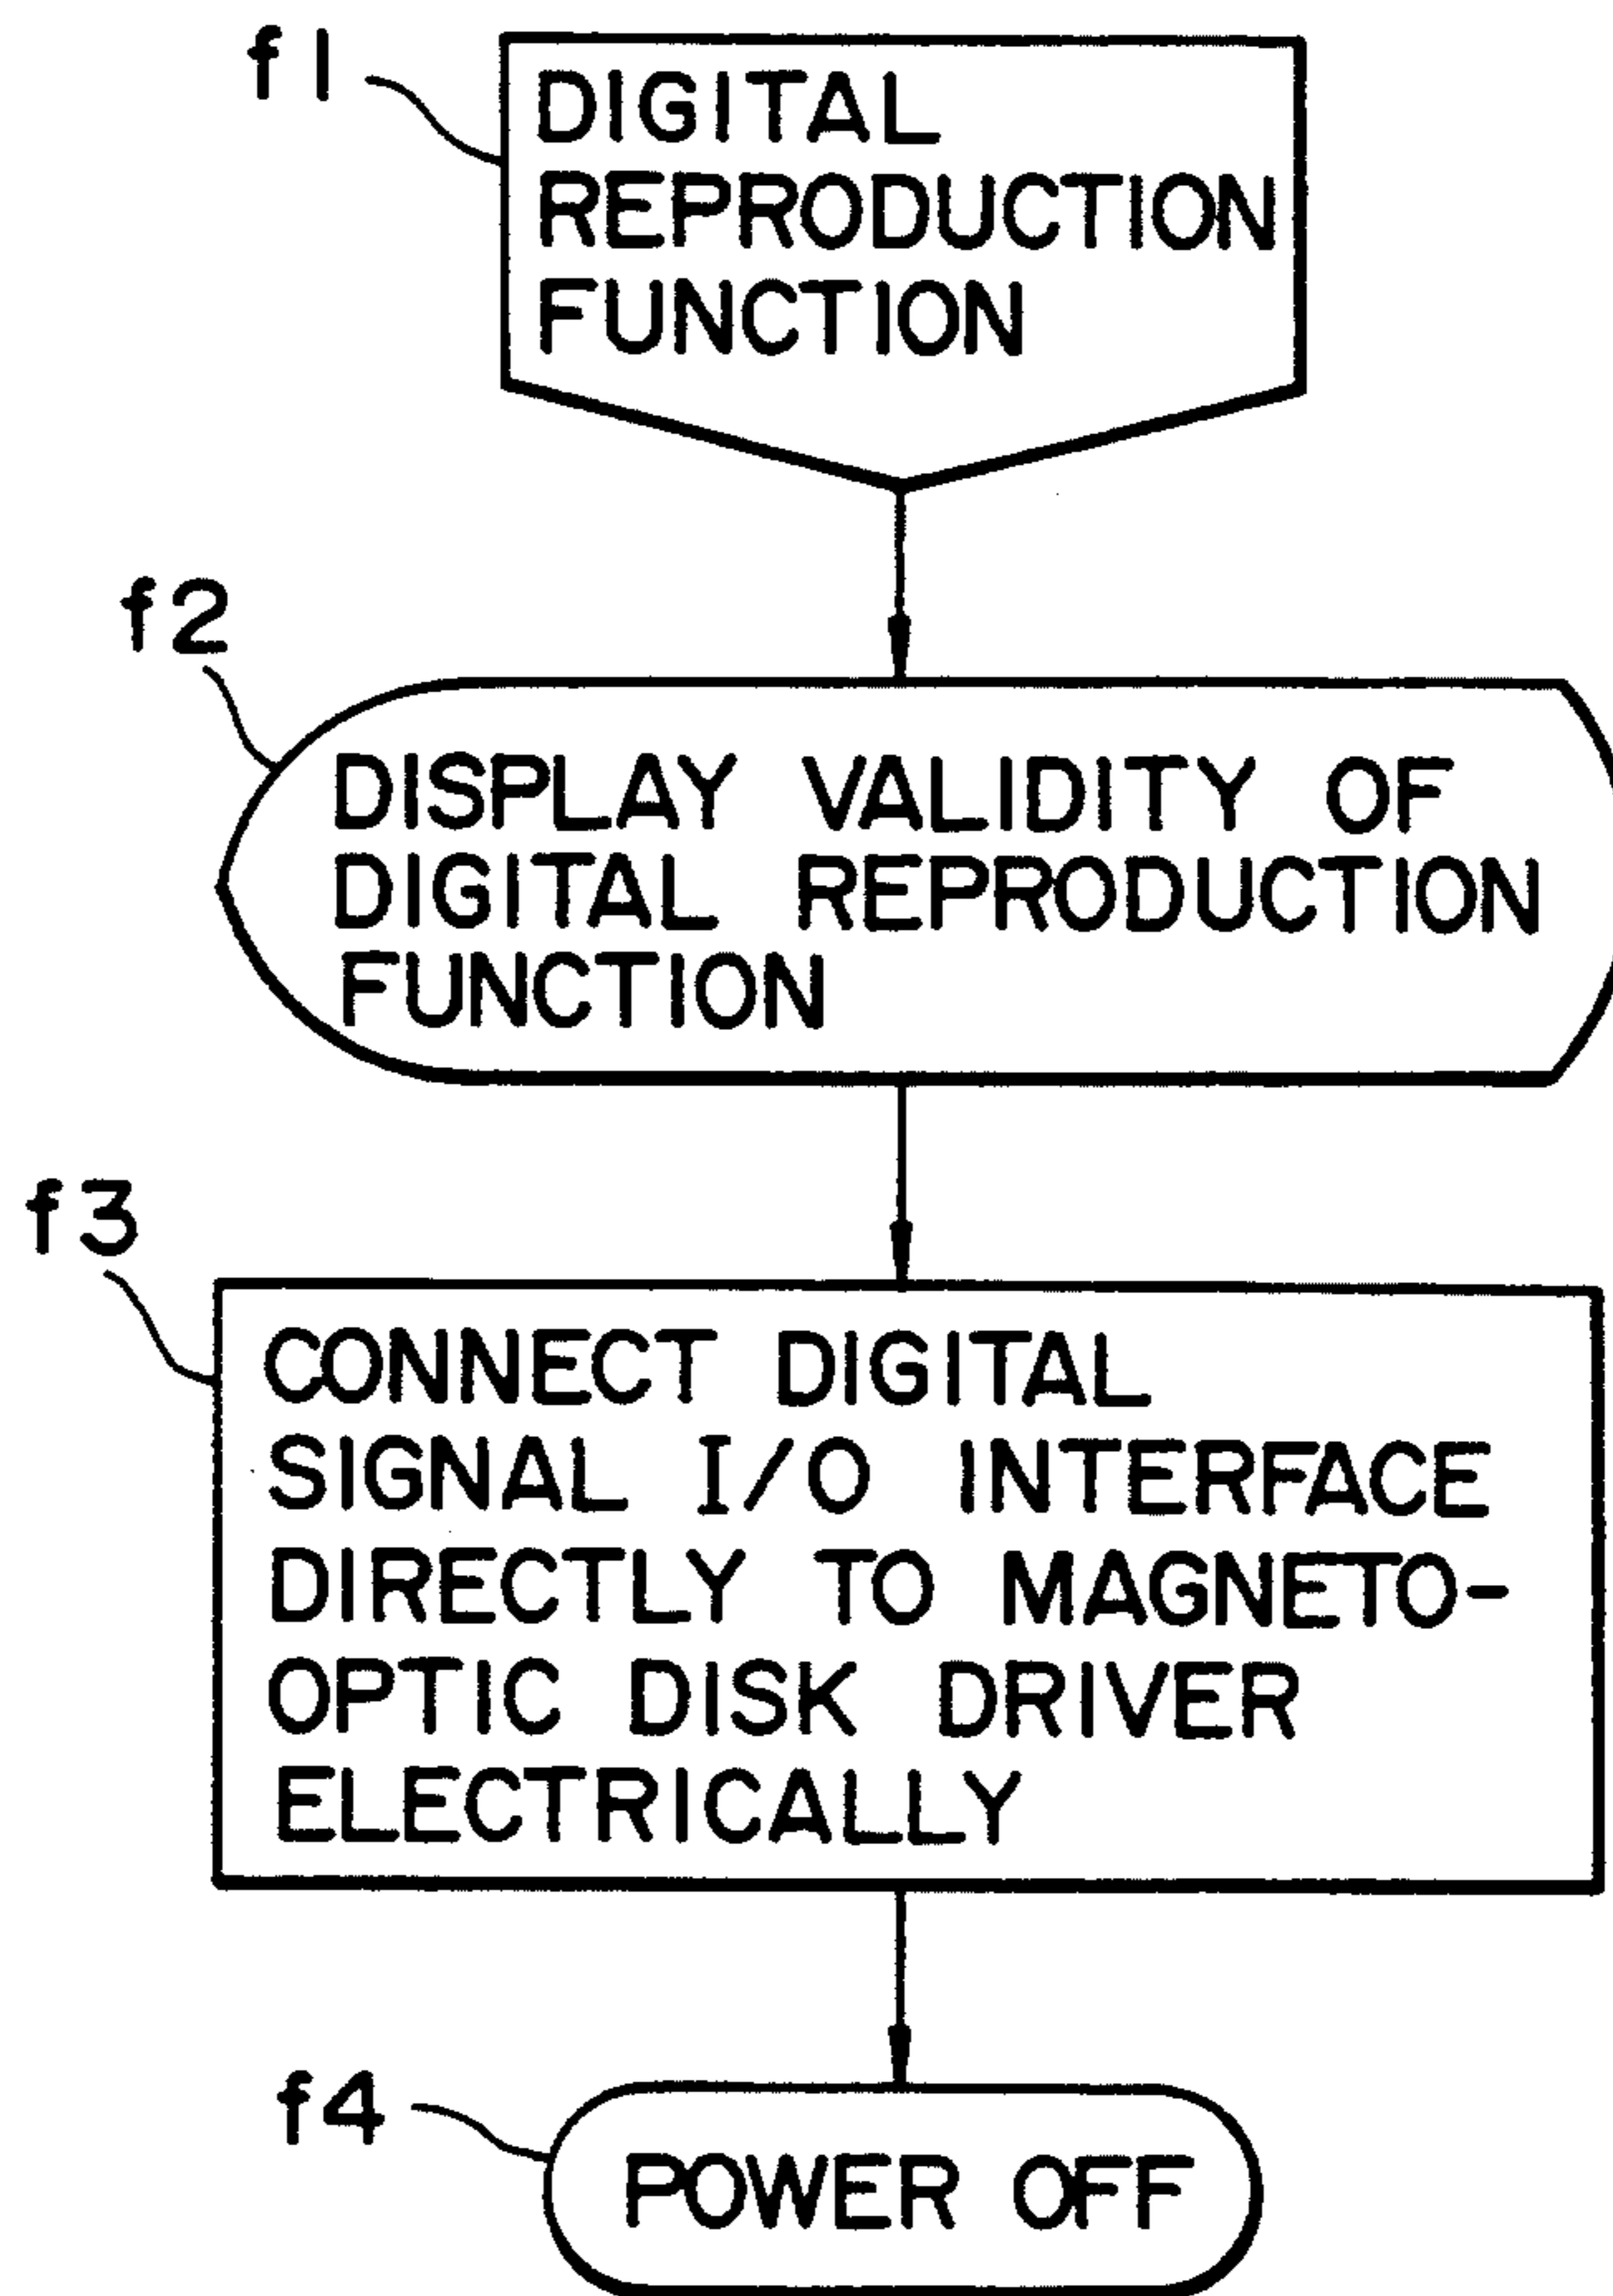 f1
DIGITAL
REPRODUCTION
FUNCTION
f2
DISPLAY VALIDITY OF
DIGITAL REPRODUCTION
FUNCTION
f3
CONNECT DIGITAL
SIGNAL I/O INTERFACE
DIRECTLY TO MAGNETO-
OPTIC DISK DRIVER
ELECTRICALLY
f4
POWER OFF